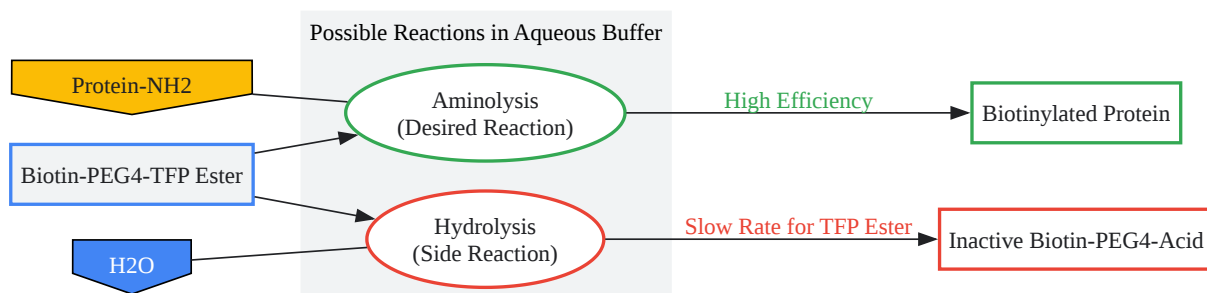 Possible Reactions in Aqueous Buffer
Protein-NH2
Aminolysis
(Desired Reaction)
High Efficiency
Biotinylated Protein
Biotin-PEG4-TFP Ester
Hydrolysis
(Side Reaction)
Slow Rate for TFP Ester
Inactive Biotin-PEG4-Acid
H2O